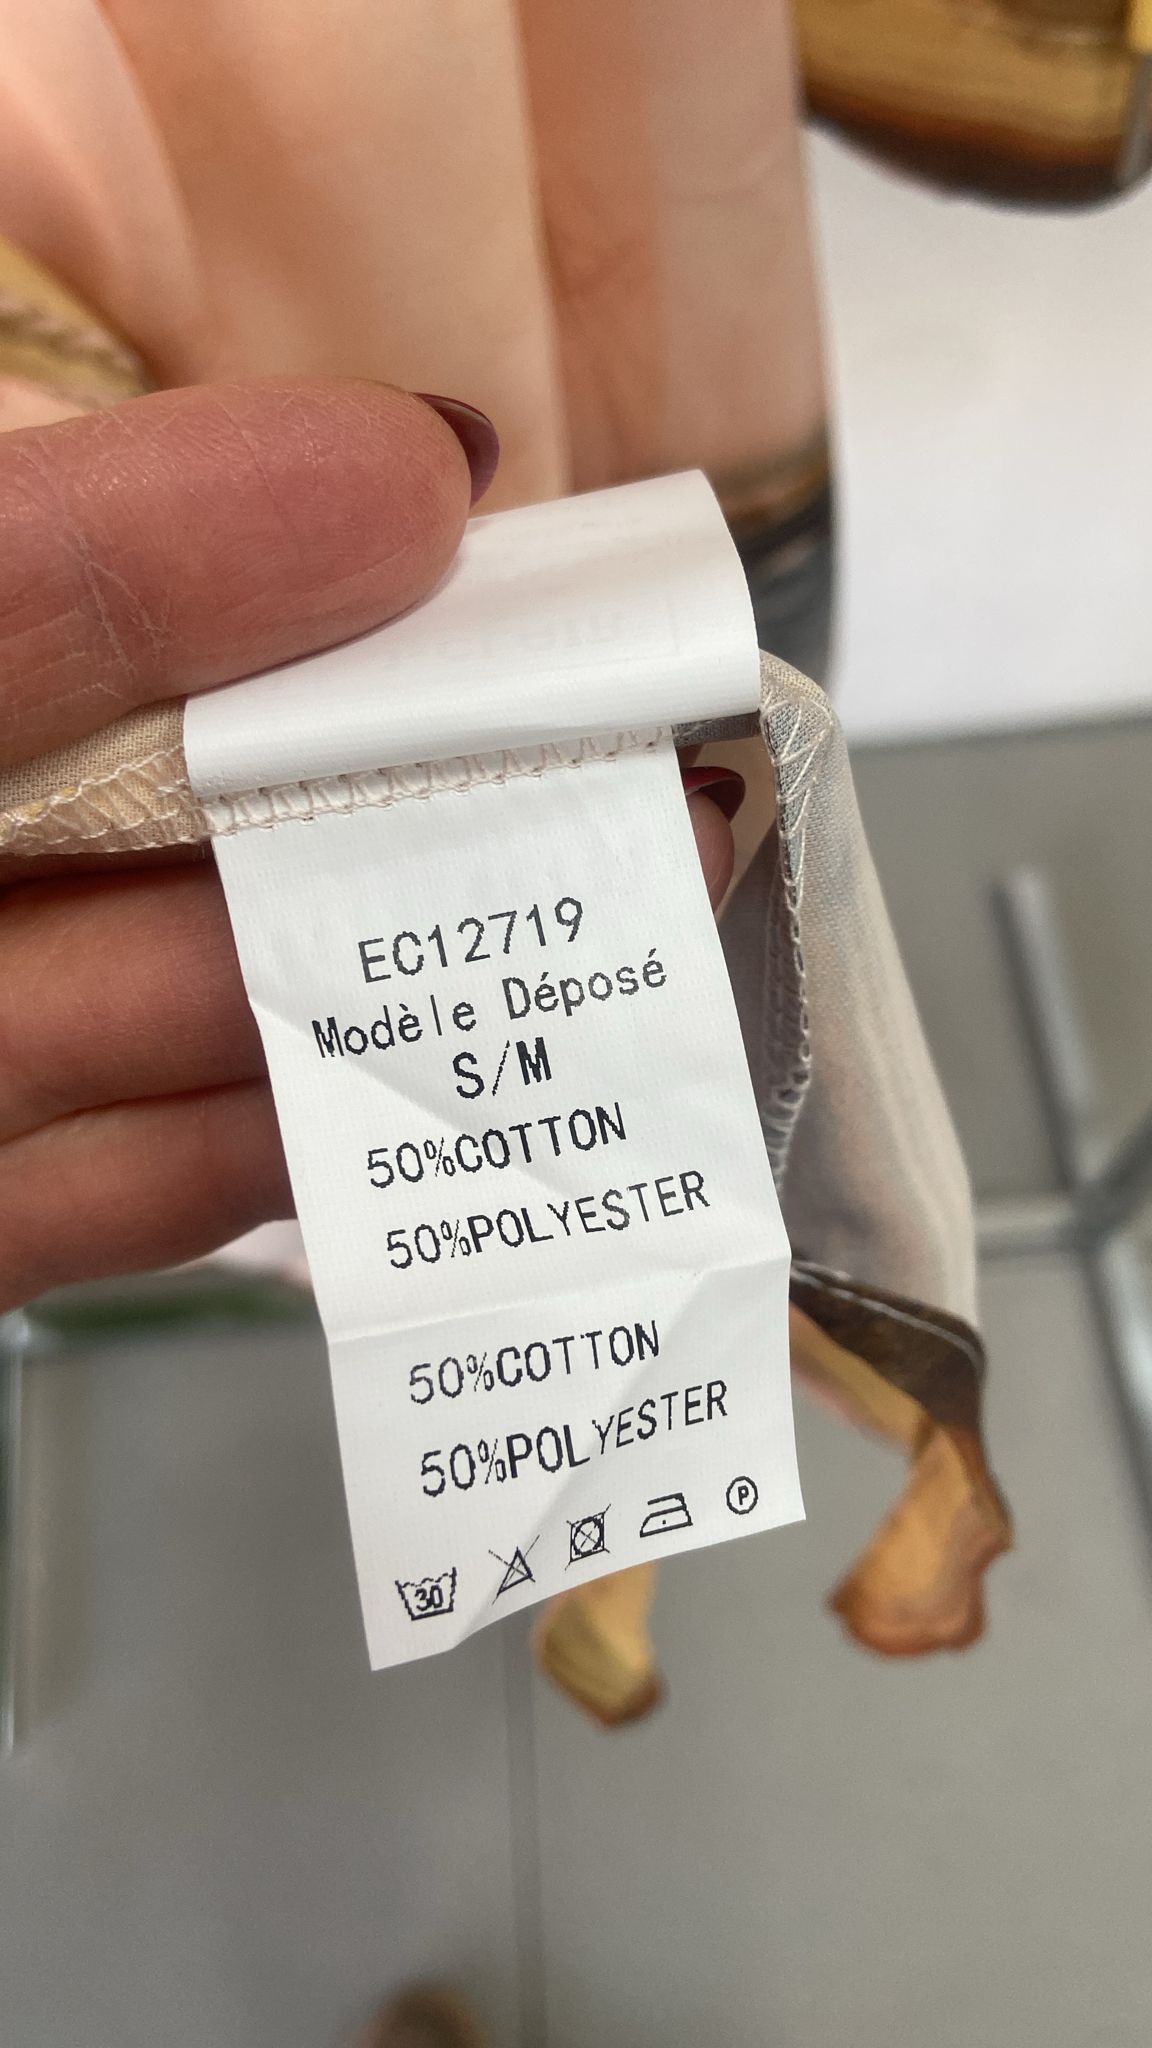 EC12719
Modèle Déposé
S/M
50%COTTON
50%POLYESTER
50%COTTON
50%POLYESTER
30
P